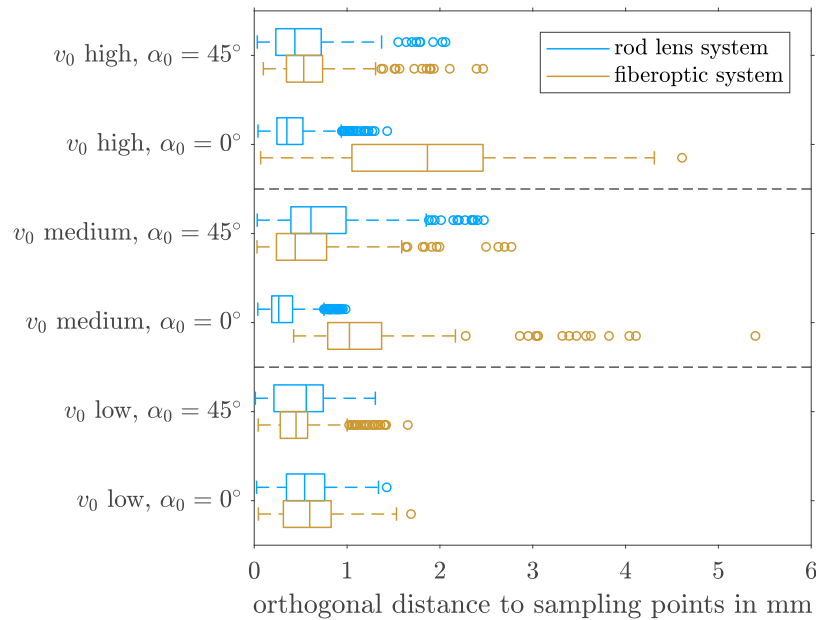 v₀ high, α₀ = 45°
v₀ high, α₀ = 0°
v₀ medium, α₀ = 45°
v₀ medium, α₀ = 0°
v₀ low, α₀ = 45°
v₀ low, α₀ = 0°
rod lens system
fiberoptic system
0 1 2 3 4 5 6
orthogonal distance to sampling points in mm